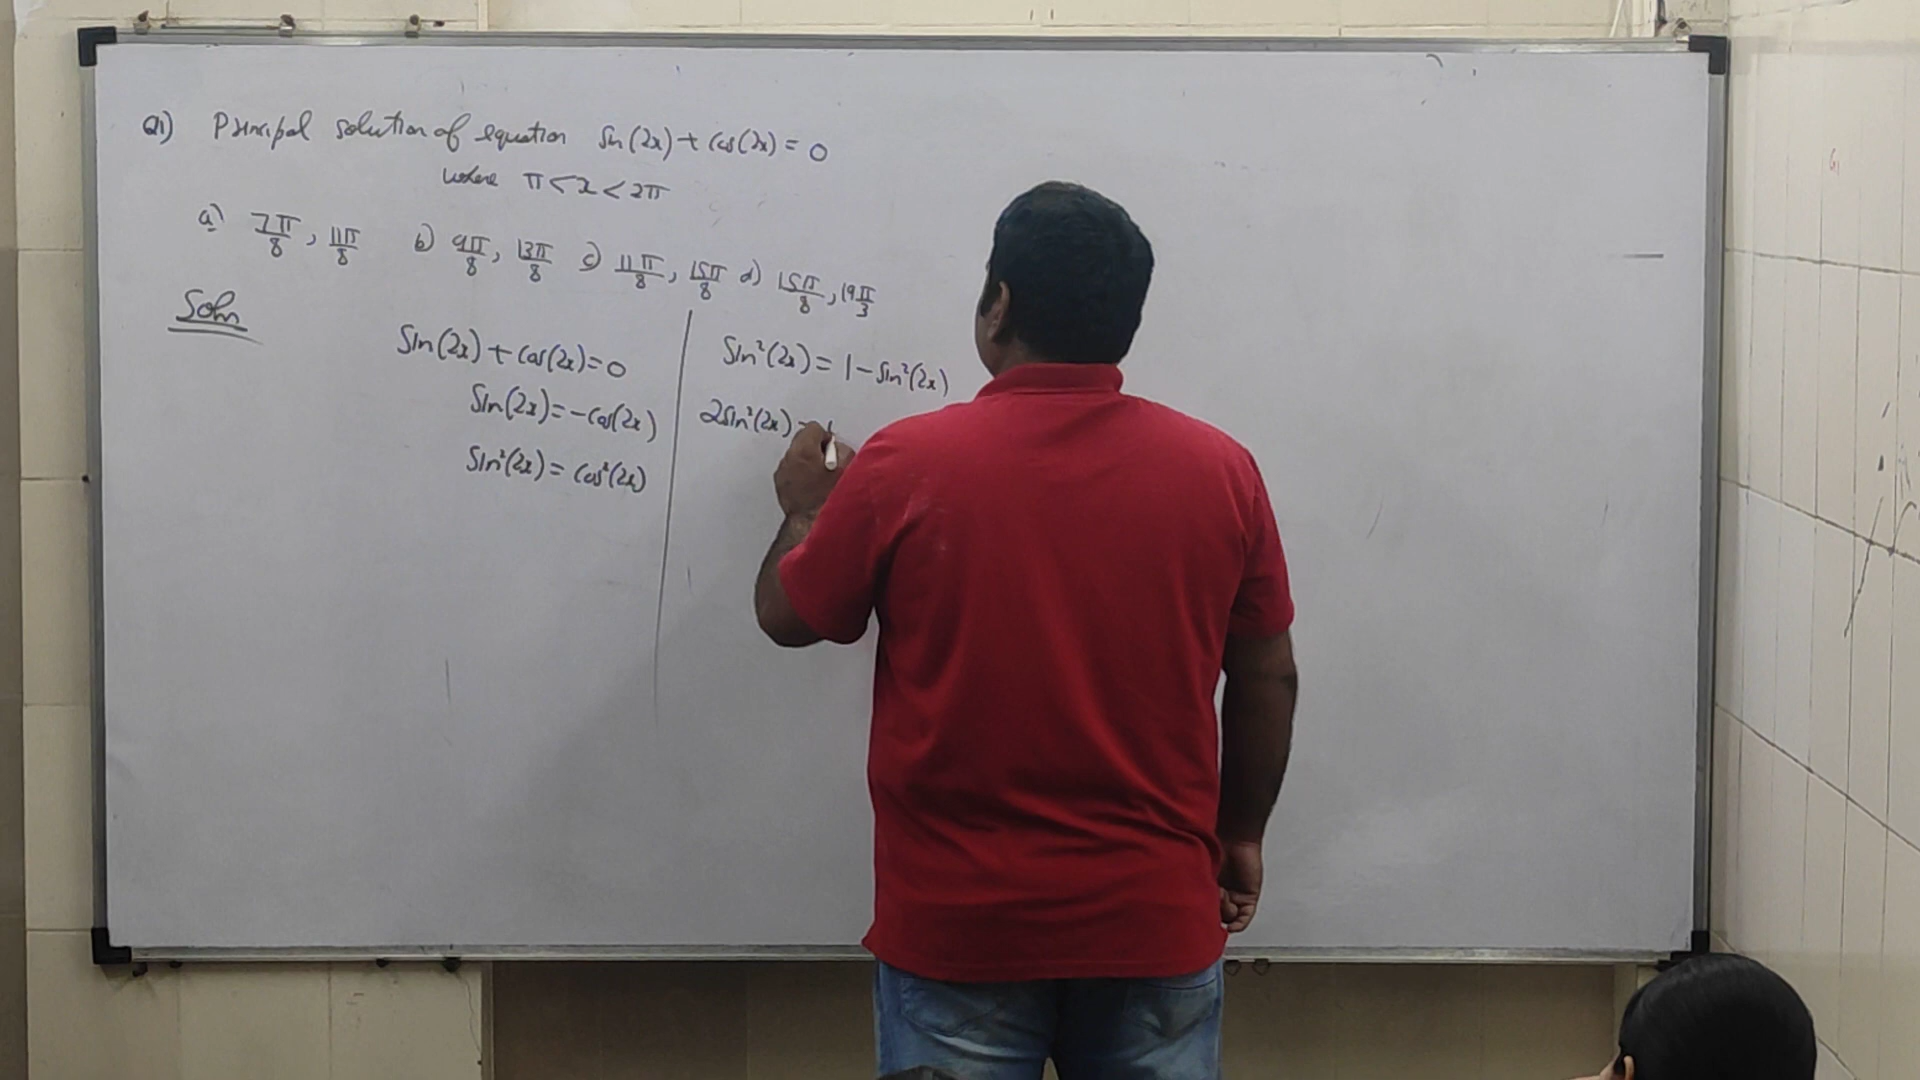 Q1) Principal solution of equation Sin(2x) + Cos(2x) = 0
where π < x < 2π
a) 7π/8, 11π/8 b) 9π/8, 13π/8 c) 11π/8, 15π/8 d) 15π/8, 19π/3
Soln
Sin(2x) + Cos(2x) = 0
Sin(2x) = -Cos(2x)
Sin²(2x) = Cos²(2x)
Sin²(2x) = 1 - Sin²(2x)
2Sin²(2x) =